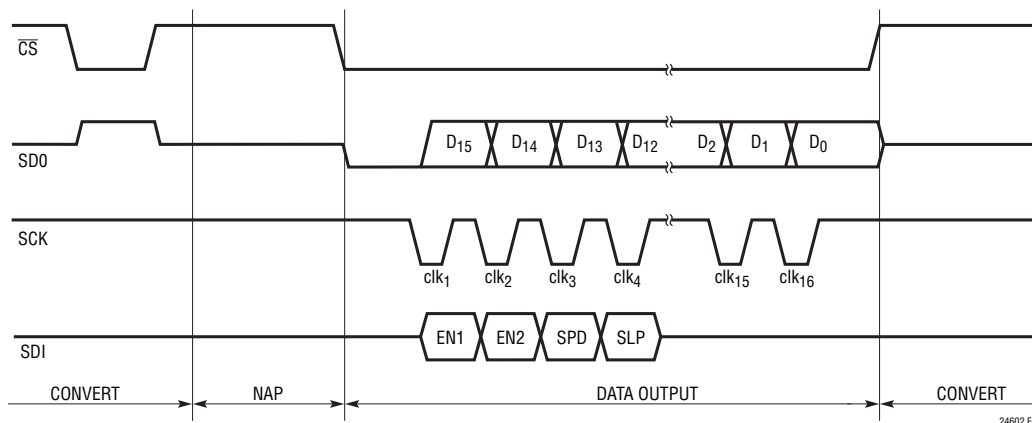 CS
SD0
D15 D14 D13 D12 D2 D1 D0
SCK
clk1 clk2 clk3 clk4 clk15 clk16
SDI
EN1 EN2 SPD SLP
CONVERT NAP DATA OUTPUT CONVERT
24602 F